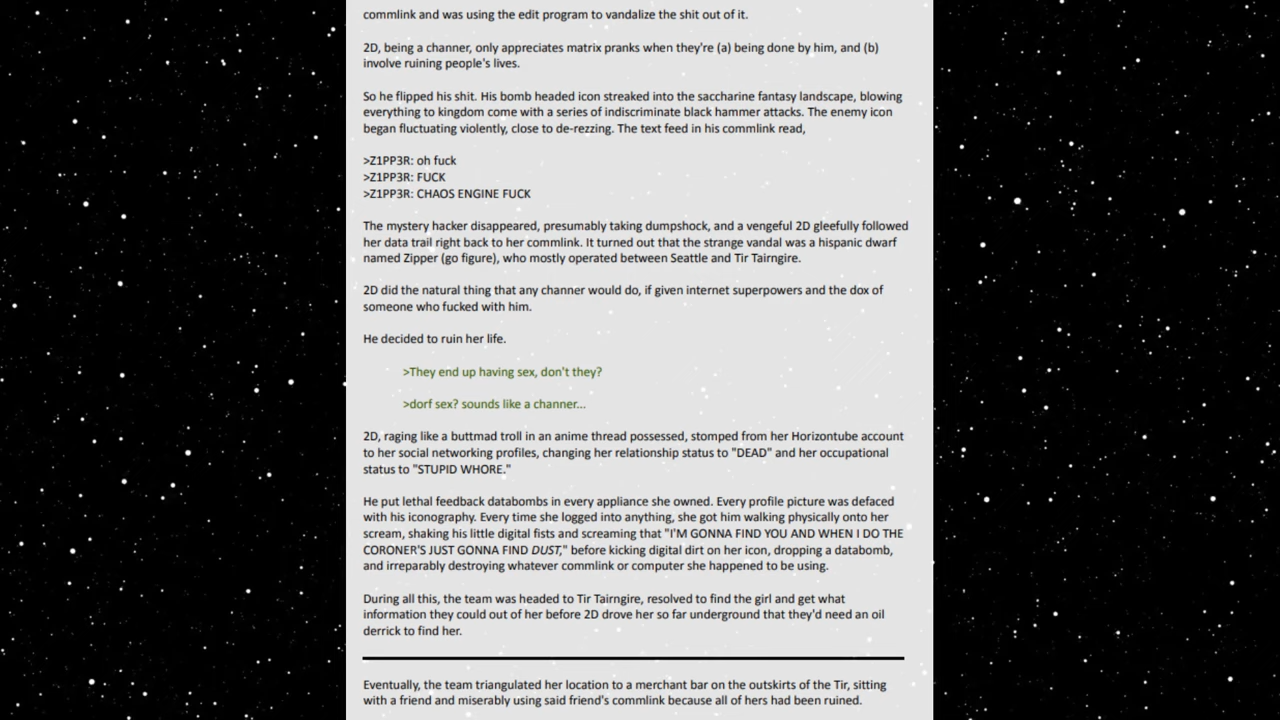 commlink and was using the edit program to vandalize the shit out of it.
2D, being a channer, only appreciates matrix pranks when they're (a) being done by him, and (b)
involve ruining people's lives.
So he flipped his shit. His bomb headed icon streaked into the saccharine fantasy landscape, blowing
everything to kingdom come with a series of indiscriminate black hammer attacks. The enemy icon
began fluctuating violently, close to de-rezzing. The text feed in his commlink read,
>Z1PP3R: oh fuck
>Z1PP3R: FUCK
>Z1PP3R: CHAOS ENGINE FUCK
The mystery hacker disappeared, presumably taking dumpshock, and a vengeful 2D gleefully followed
her data trail right back to her commlink. It turned out that the strange vandal was a hispanic dwarf
named Zipper (go figure), who mostly operated between Seattle and Tir Tairngire.
2D did the natural thing that any channer would do, if given internet superpowers and the dox of
someone who fucked with him.
He decided to ruin her life.
>They end up having sex, don't they?
>dorf sex? sounds like a channer...
2D, raging like a buttmad troll in an anime thread possessed, stomped from her Horizontube account
to her social networking profiles, changing her relationship status to "DEAD" and her occupational
status to "STUPID WHORE."
He put lethal feedback databombs in every appliance she owned. Every profile picture was defaced
with his iconography. Every time she logged into anything, she got him walking physically onto her
scream, shaking his little digital fists and screaming that "I'M GONNA FIND YOU AND WHEN I DO THE
CORONER'S JUST GONNA FIND DUST," before kicking digital dirt on her icon, dropping a databomb,
and irreparably destroying whatever commlink or computer she happened to be using.
During all this, the team was headed to Tir Tairngire, resolved to find the girl and get what
information they could out of her before 2D drove her so far underground that they'd need an oil
derrick to find her.
Eventually, the team triangulated her location to a merchant bar on the outskirts of the Tir, sitting
with a friend and miserably using said friend's commlink because all of hers had been ruined.